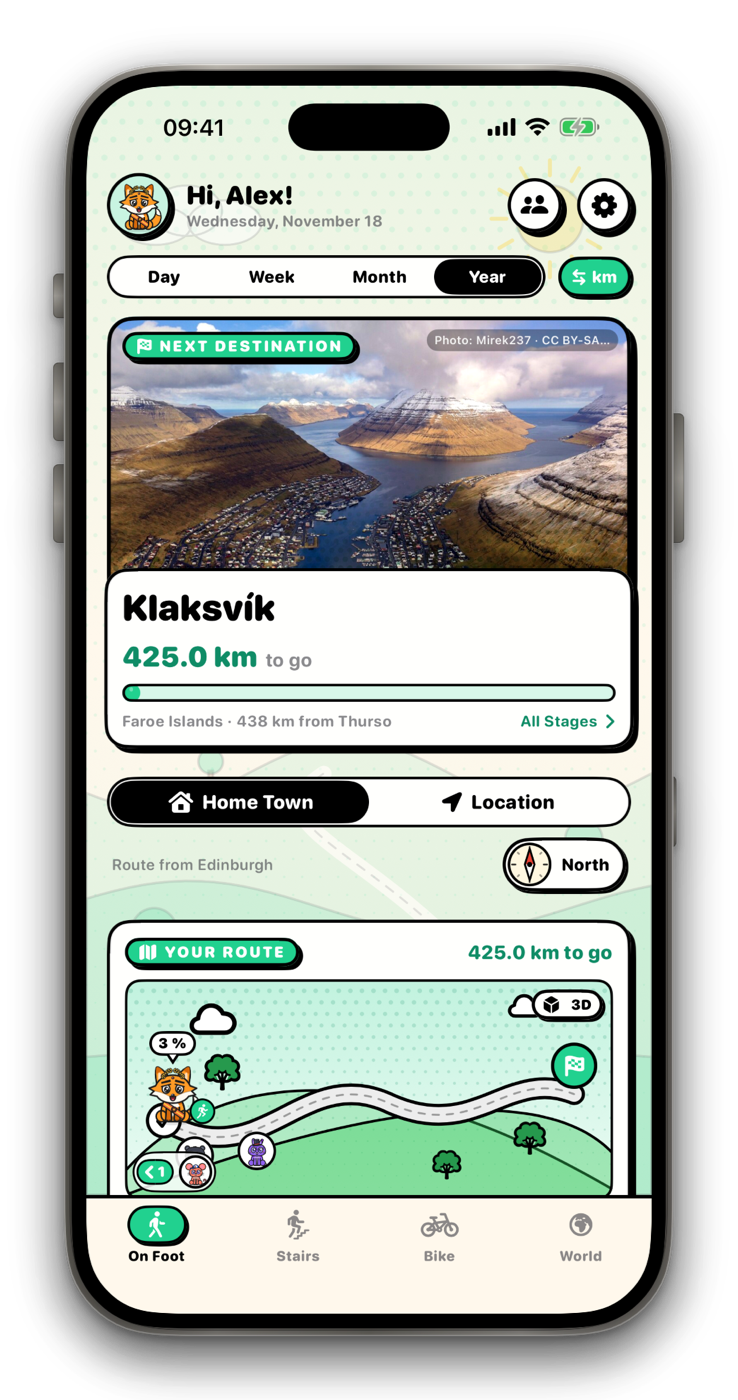 09:41
Hi, Alex!
Wednesday, November 18
Day Week Month Year km
NEXT DESTINATION
Photo: Mirek237 · CC BY-SA...
Klaksvík
425.0 km to go
Faroe Islands · 438 km from Thurso All Stages
Home Town Location
Route from Edinburgh North
YOUR ROUTE 425.0 km to go
3D
3 %
1
On Foot Stairs Bike World